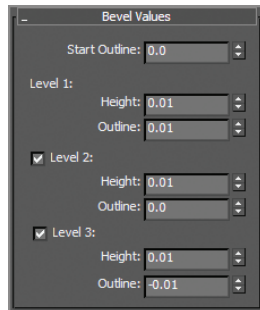 - Bevel Values
Start Outline: 0.0
Level 1:
Height: 0.01
Outline: 0.01
Level 2:
Height: 0.01
Outline: 0.0
Level 3:
Height: 0.01
Outline: -0.01